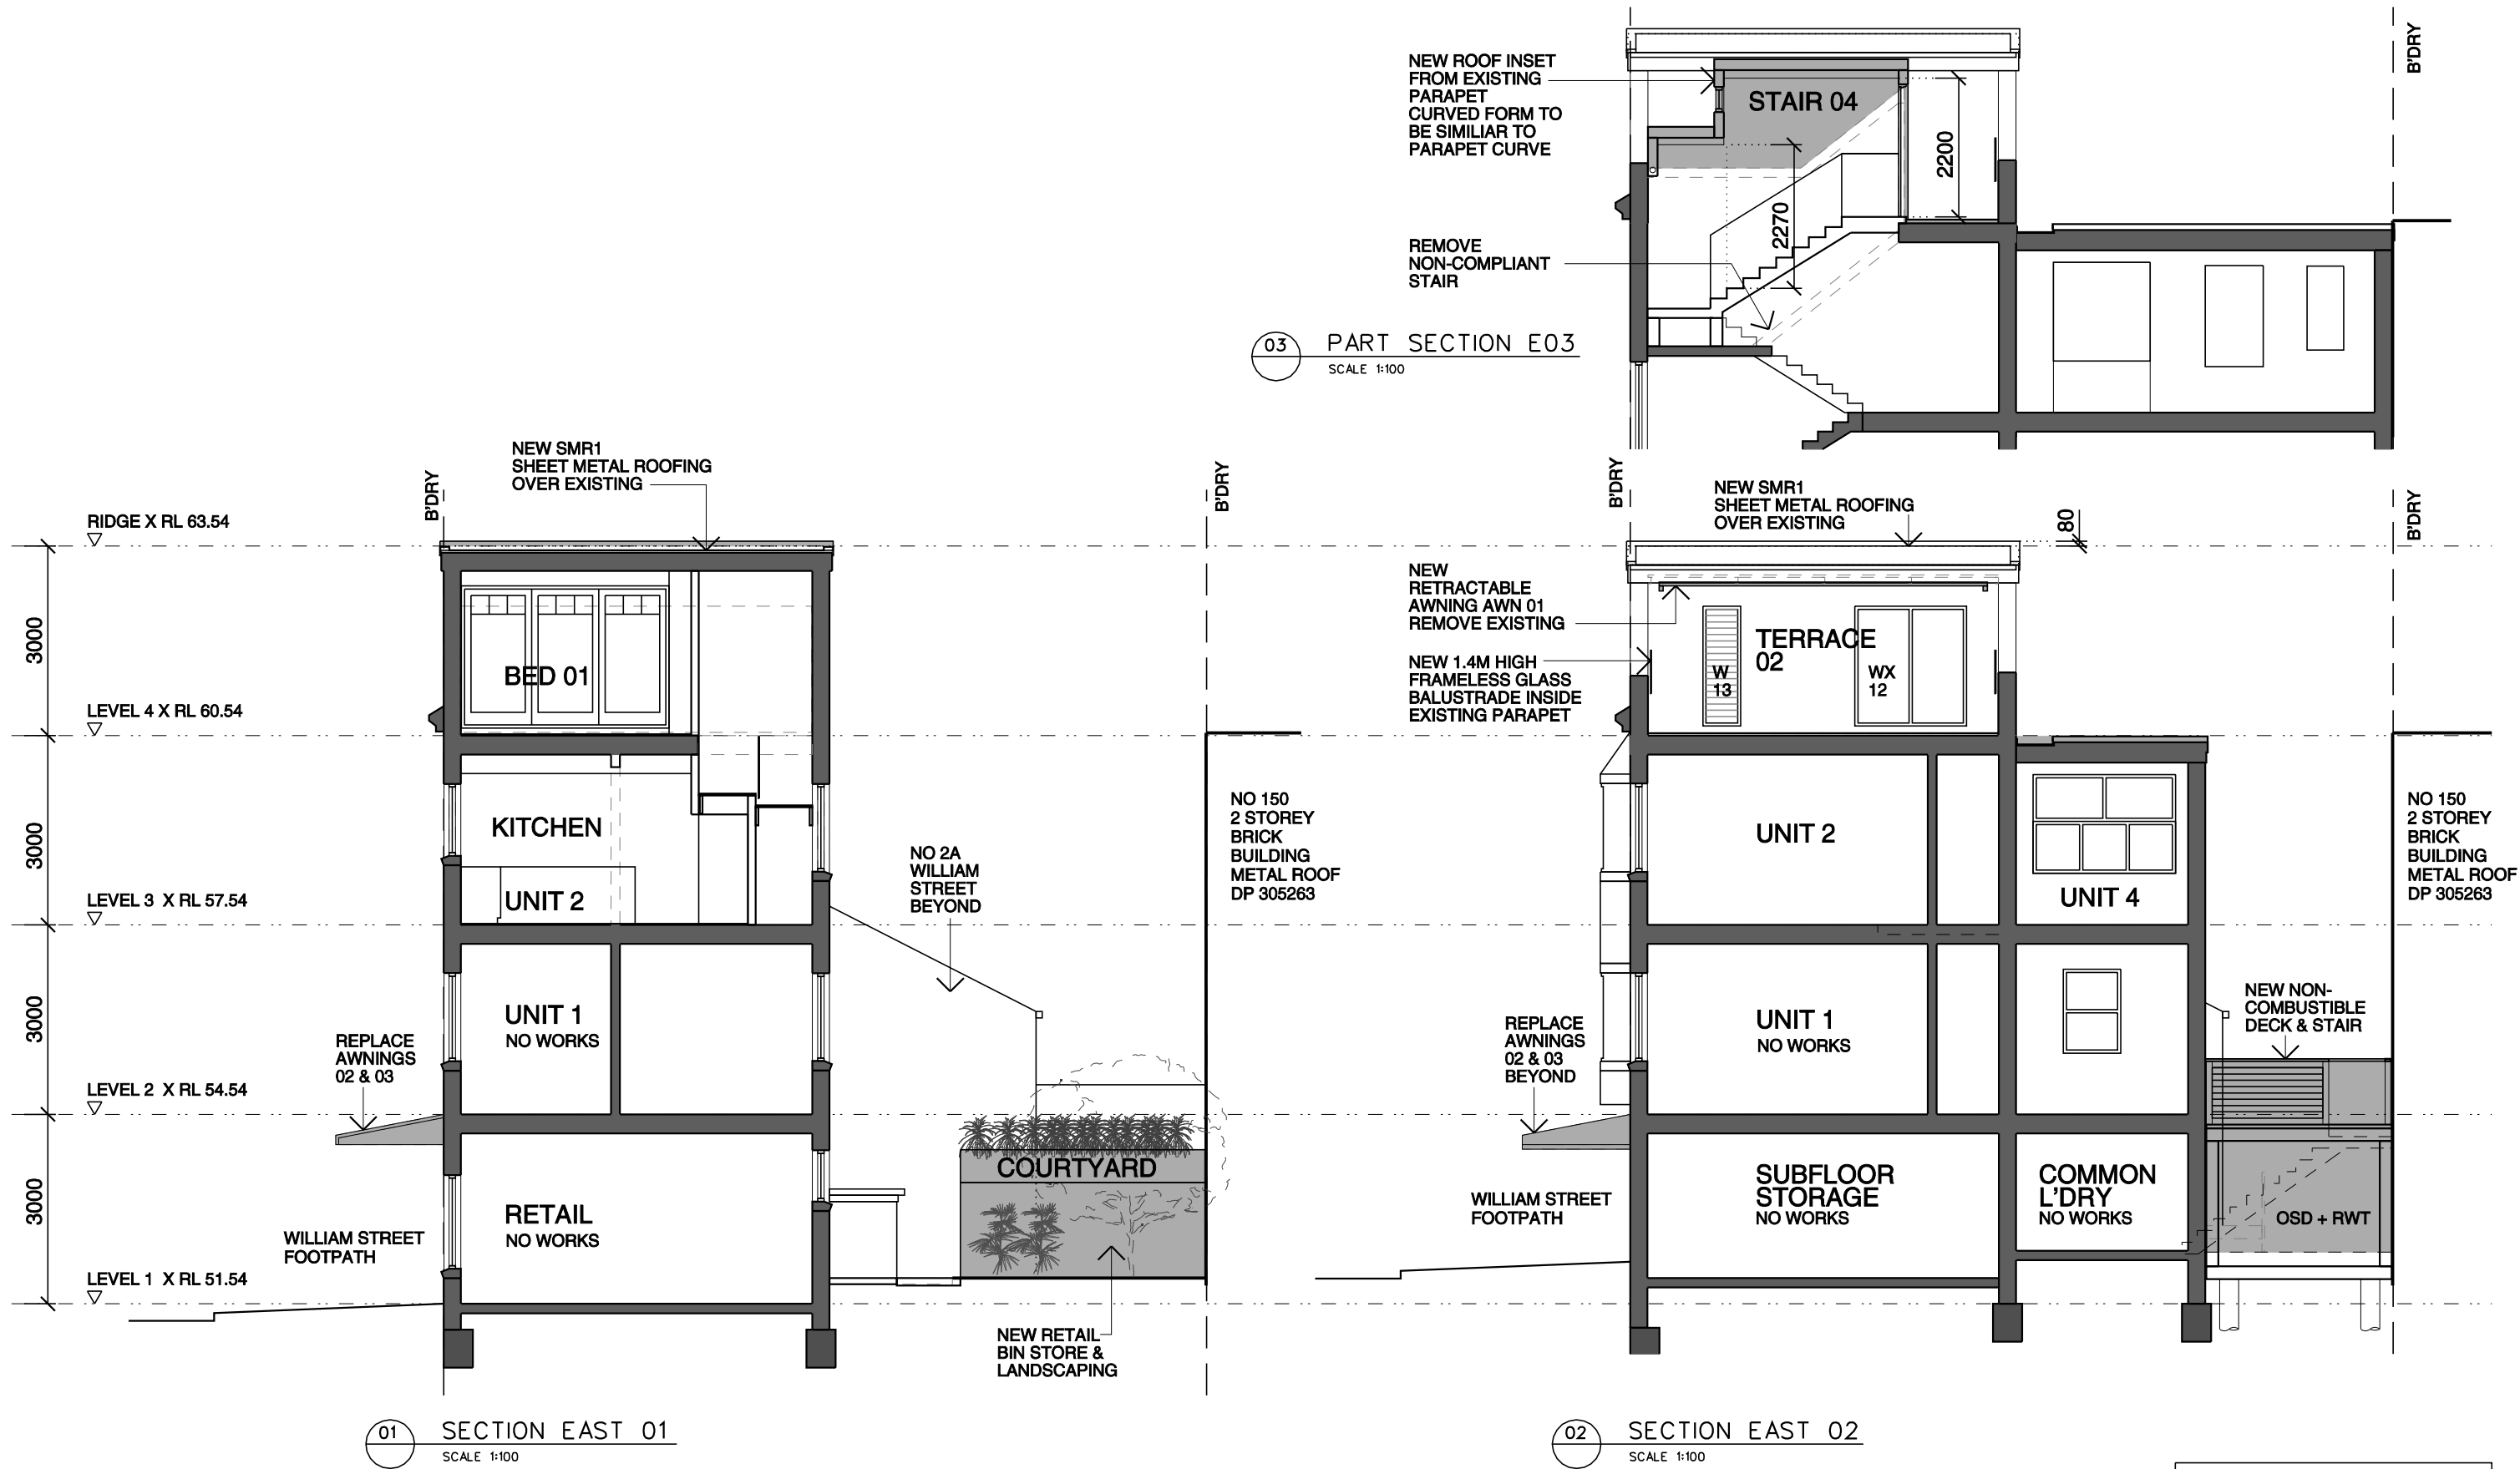 NEW ROOF INSET
FROM EXISTING
PARAPET
CURVED FORM TO
BE SIMILIAR TO
PARAPET CURVE
STAIR 04
2200
2270
B'DRY
REMOVE
NON-COMPLIANT
STAIR
03 PART SECTION E03
SCALE 1:100
NEW SMR1
SHEET METAL ROOFING
OVER EXISTING
B'DRY
B'DRY
RIDGE X RL 63.54
3000
BED 01
LEVEL 4 X RL 60.54
3000
KITCHEN
UNIT 2
LEVEL 3 X RL 57.54
3000
UNIT 1
NO WORKS
REPLACE
AWNINGS
02 & 03
LEVEL 2 X RL 54.54
3000
RETAIL
NO WORKS
WILLIAM STREET
FOOTPATH
LEVEL 1 X RL 51.54
NO 2A
WILLIAM
STREET
BEYOND
NO 150
2 STOREY
BRICK
BUILDING
METAL ROOF
DP 305263
COURTYARD
NEW RETAIL
BIN STORE &
LANDSCAPING
01 SECTION EAST 01
SCALE 1:100
B'DRY
NEW SMR1
SHEET METAL ROOFING
OVER EXISTING
80
B'DRY
NEW
RETRACTABLE
AWNING AWN 01
REMOVE EXISTING
NEW 1.4M HIGH
FRAMELESS GLASS
BALUSTRADE INSIDE
EXISTING PARAPET
TERRACE
02
W
13
WX
12
UNIT 2
UNIT 4
NO 150
2 STOREY
BRICK
BUILDING
METAL ROOF
DP 305263
UNIT 1
NO WORKS
REPLACE
AWNINGS
02 & 03
BEYOND
NEW NON-
COMBUSTIBLE
DECK & STAIR
SUBFLOOR
STORAGE
NO WORKS
COMMON
L'DRY
NO WORKS
OSD + RWT
WILLIAM STREET
FOOTPATH
02 SECTION EAST 02
SCALE 1:100